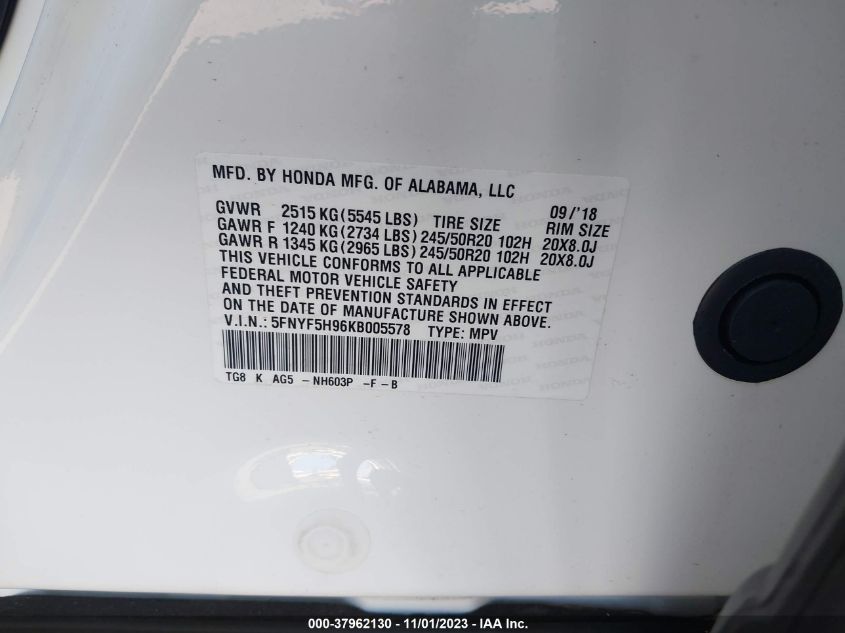 MFD. BY HONDA MFG. OF ALABAMA, LLC
09/'18
GVWR 2515 KG (5545 LBS) TIRE SIZE RIM SIZE
GAWR F 1240 KG (2734 LBS) 245/50R20 102H 20X8.0J
GAWR R 1345 KG (2965 LBS) 245/50R20 102H 20X8.0J
THIS VEHICLE CONFORMS TO ALL APPLICABLE
FEDERAL MOTOR VEHICLE SAFETY
AND THEFT PREVENTION STANDARDS IN EFFECT
ON THE DATE OF MANUFACTURE SHOWN ABOVE.
V.I.N.: 5FNYF5H96KB005578 TYPE: MPV
TG8 K AG5 - NH603P - F - B
000-37962130 - 11/01/2023 - IAA Inc.